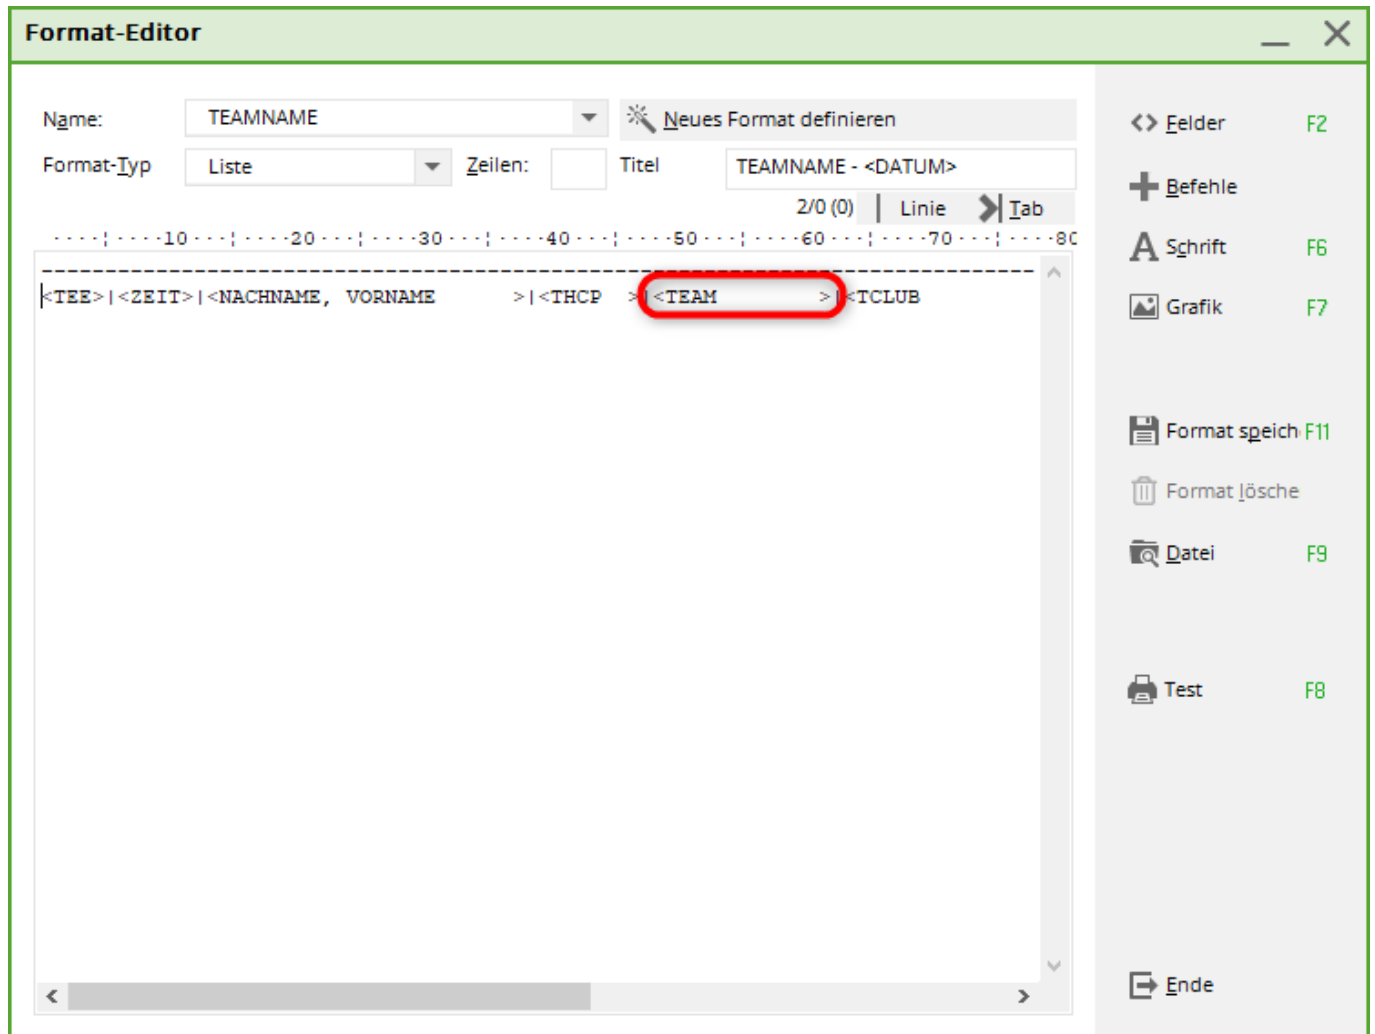 Format-Editor
Name: TEAMNAME Neues Format definieren
Format-Typ Liste Zeilen: Titel TEAMNAME - <DATUM>
2/0 (0) Linie Tab
····¦····10···¦····20···¦····30···¦····40···¦····50···¦····60···¦····70···¦····80
------------------------------------------------------------------------------
<TEE>|<ZEIT>|<NACHNAME, VORNAME      >|<THCP  >|<TEAM        >|<TCLUB
Felder F2
Befehle
Schrift F6
Grafik F7
Format speich F11
Format lösche
Datei F9
Test F8
Ende